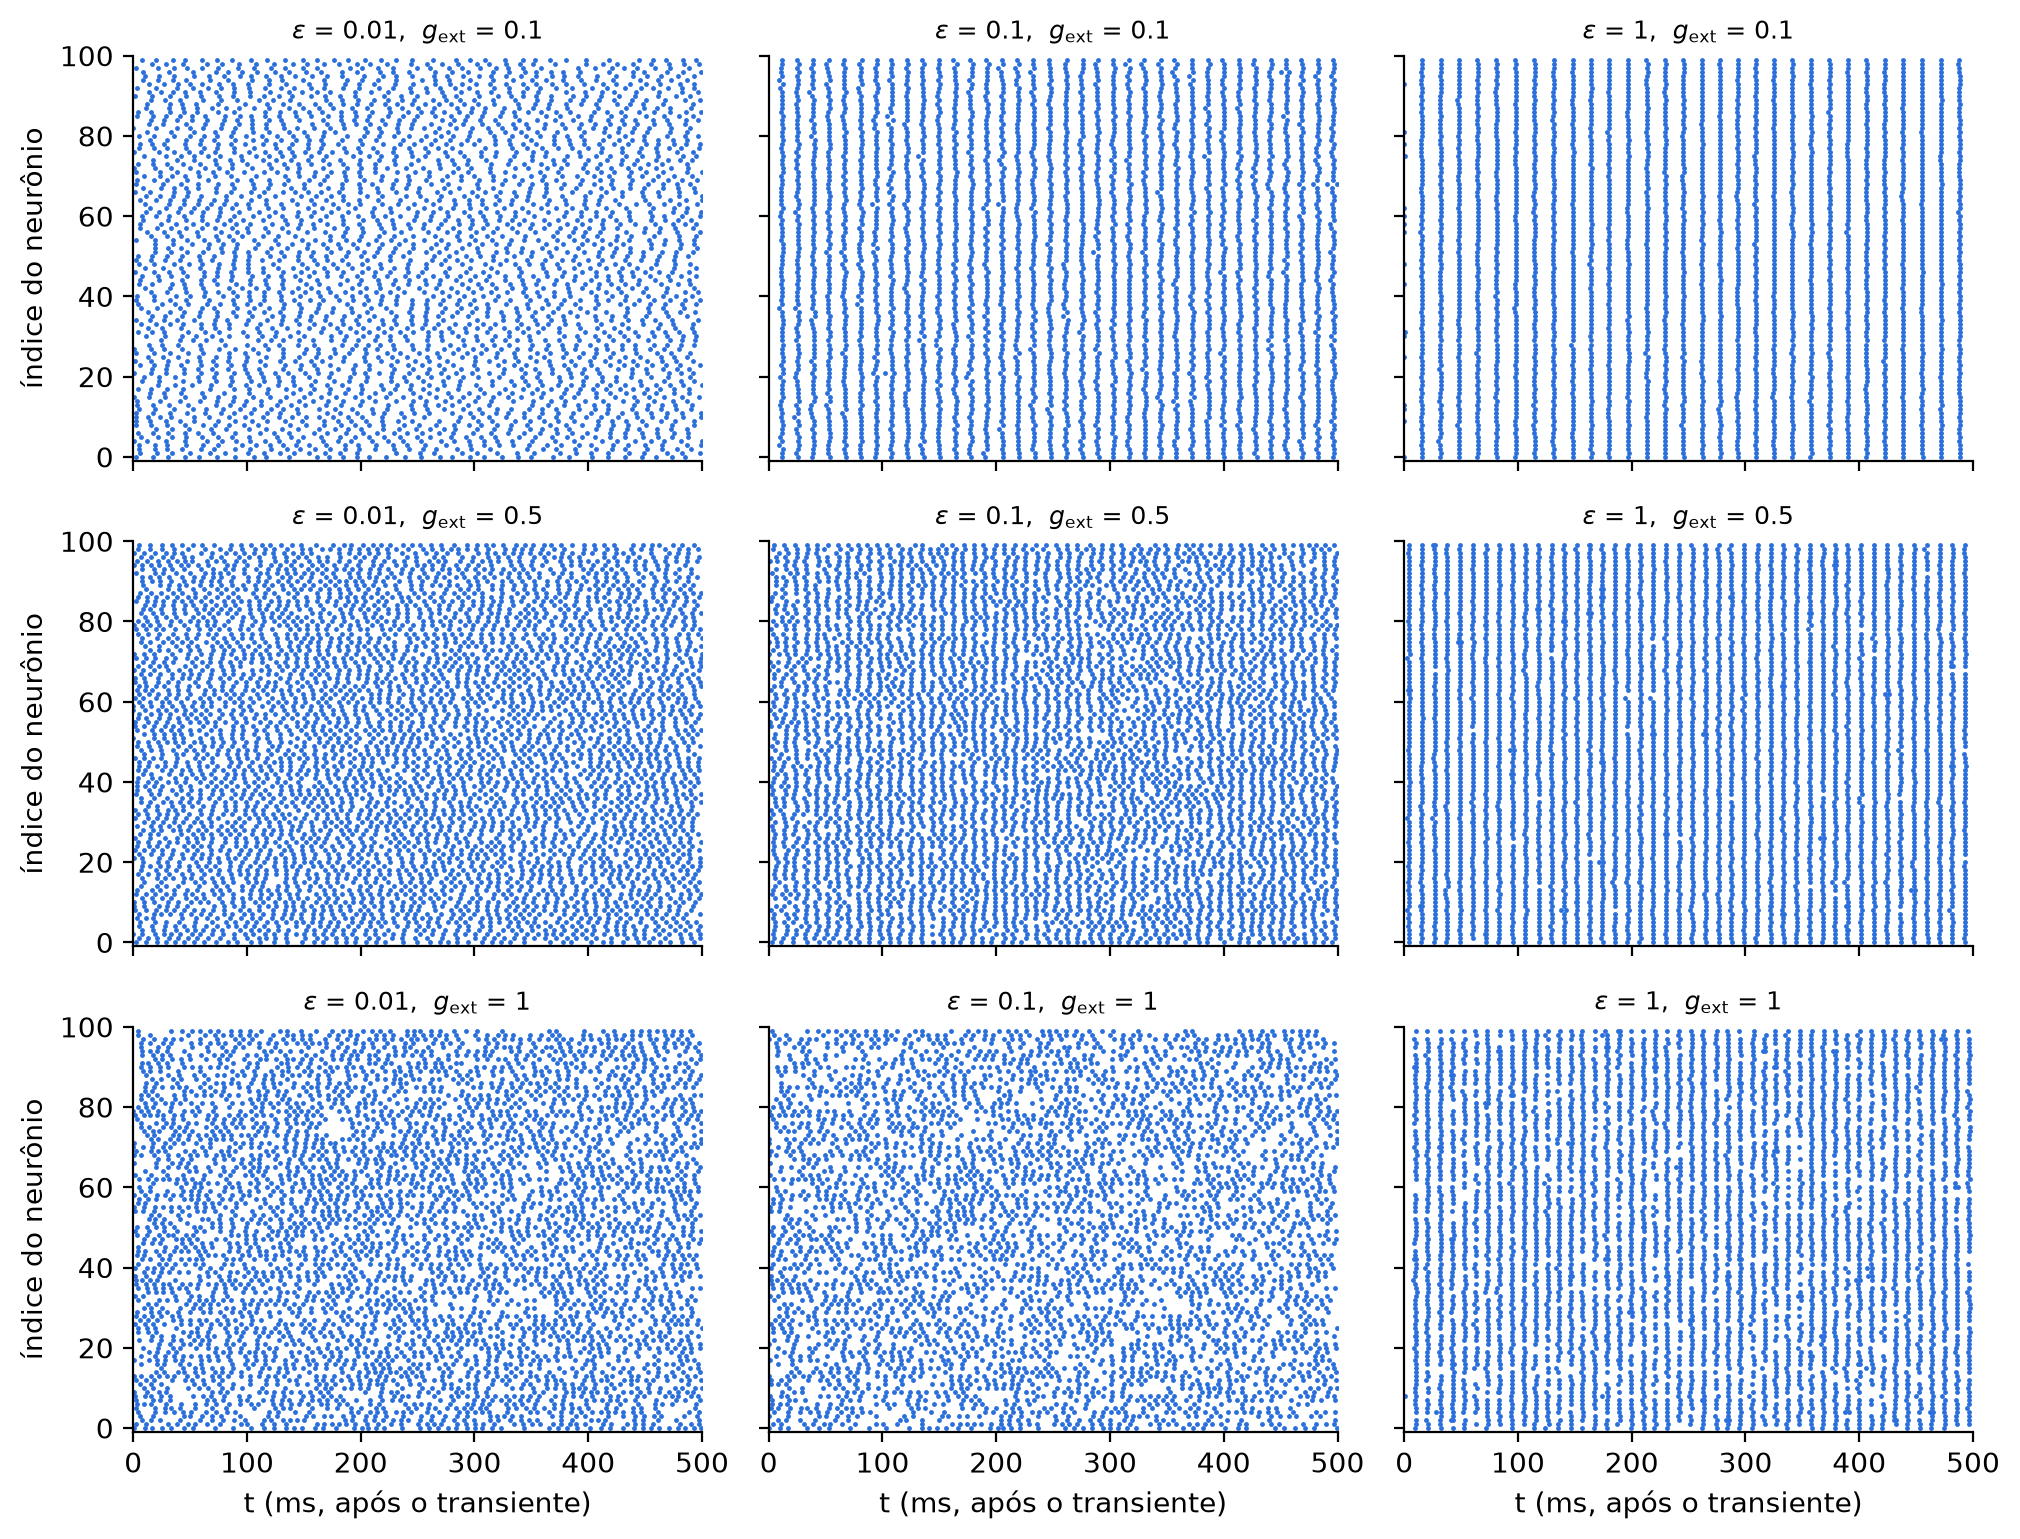 ε = 0.01, g_ext = 0.1
ε = 0.1, g_ext = 0.1
ε = 1, g_ext = 0.1
100
80
60
40
20
0
índice do neurônio
ε = 0.01, g_ext = 0.5
ε = 0.1, g_ext = 0.5
ε = 1, g_ext = 0.5
100
80
60
40
20
0
índice do neurônio
ε = 0.01, g_ext = 1
ε = 0.1, g_ext = 1
ε = 1, g_ext = 1
100
80
60
40
20
0
índice do neurônio
0 100 200 300 400 500
0 100 200 300 400 500
0 100 200 300 400 500
t (ms, após o transiente)
t (ms, após o transiente)
t (ms, após o transiente)